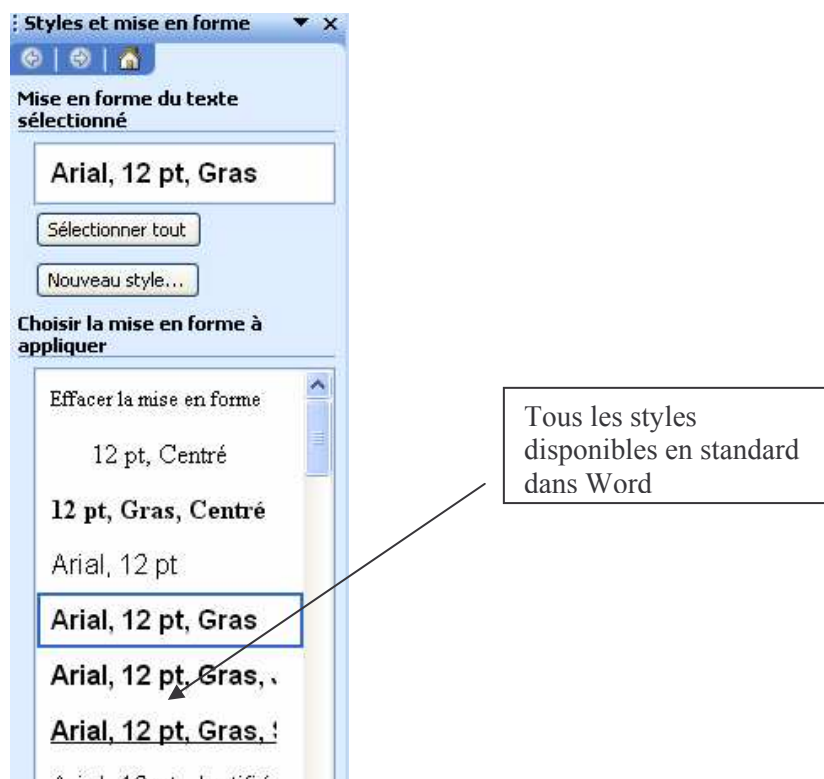 Styles et mise en forme
Mise en forme du texte
sélectionné
Arial, 12 pt, Gras
Sélectionner tout
Nouveau style...
Choisir la mise en forme à
appliquer
Effacer la mise en forme
12 pt, Centré
12 pt, Gras, Centré
Arial, 12 pt
Arial, 12 pt, Gras
Arial, 12 pt, Gras,
Arial, 12 pt, Gras,
Tous les styles
disponibles en standard
dans Word